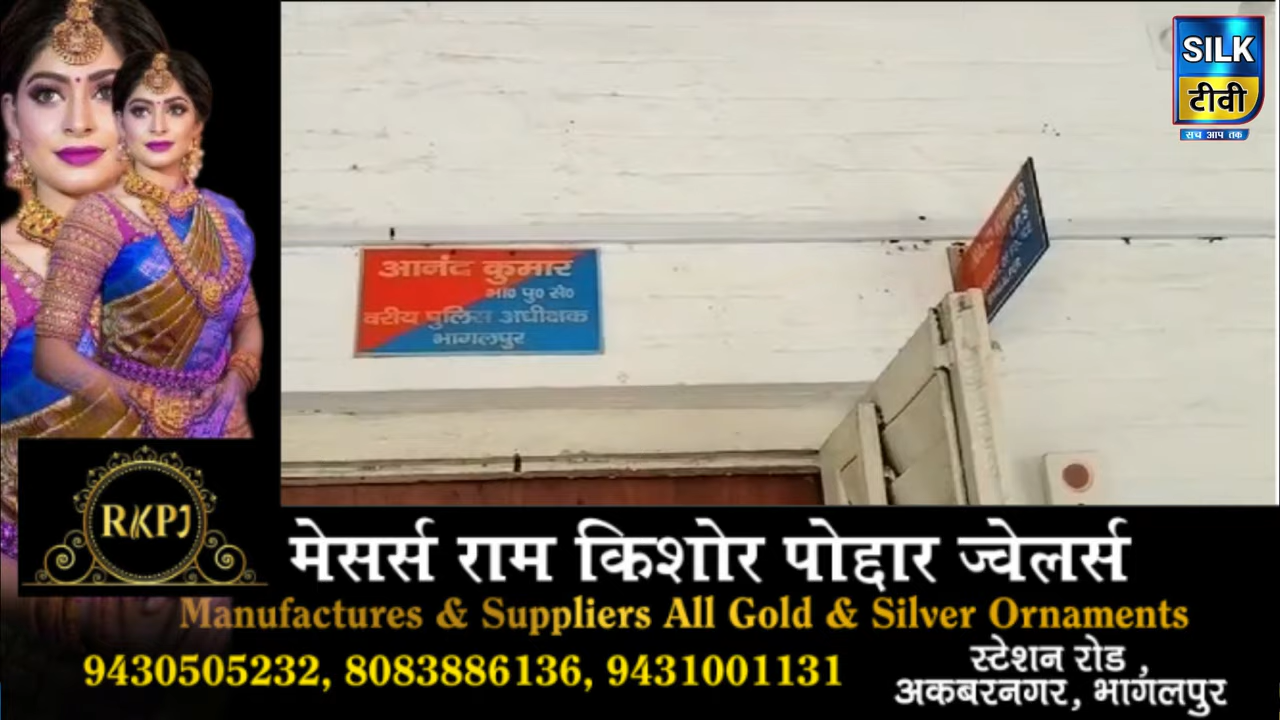 SILK
टीवी
सच आप तक
आनंद कुमार
भा० पु० से०
वरीय पुलिस अधीक्षक
भागलपुर
RKPJ
मेसर्स राम किशोर पोद्दार ज्वेलर्स
Manufactures & Suppliers All Gold & Silver Ornaments
9430505232, 8083886136, 9431001131
स्टेशन रोड ,
अकबरनगर, भागलपुर